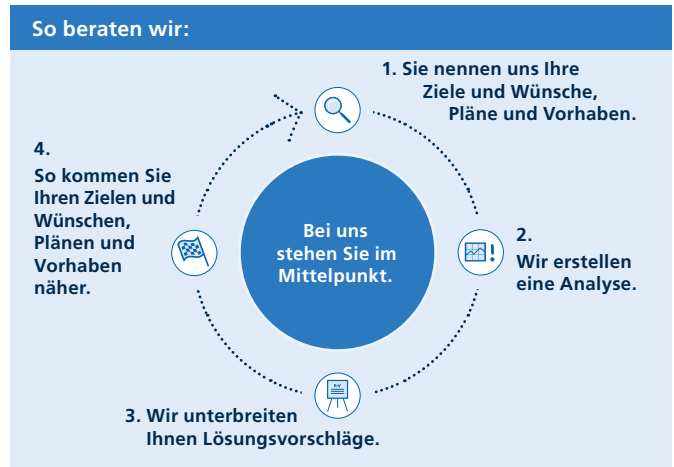 So beraten wir:
1. Sie nennen uns Ihre
Ziele und Wünsche,
Pläne und Vorhaben.
2.
Wir erstellen
eine Analyse.
3. Wir unterbreiten
Ihnen Lösungsvorschläge.
4.
So kommen Sie
Ihren Zielen und
Wünschen,
Plänen und
Vorhaben
näher.
Bei uns
stehen Sie im
Mittelpunkt.